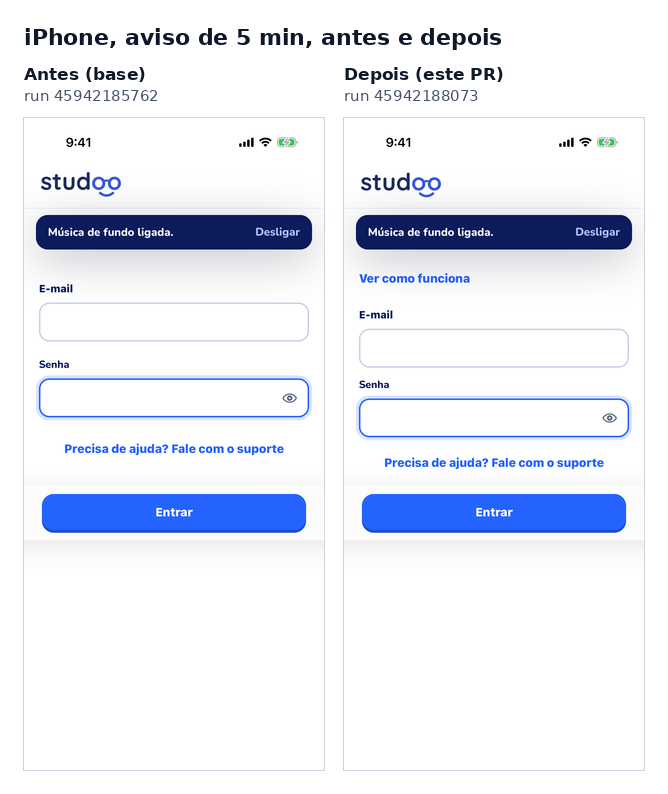 iPhone, aviso de 5 min, antes e depois
Antes (base)
run 45942185762
9:41
studoo
Música de fundo ligada. Desligar
E-mail
Senha
Precisa de ajuda? Fale com o suporte
Entrar
Depois (este PR)
run 45942188073
9:41
studoo
Música de fundo ligada. Desligar
Ver como funciona
E-mail
Senha
Precisa de ajuda? Fale com o suporte
Entrar